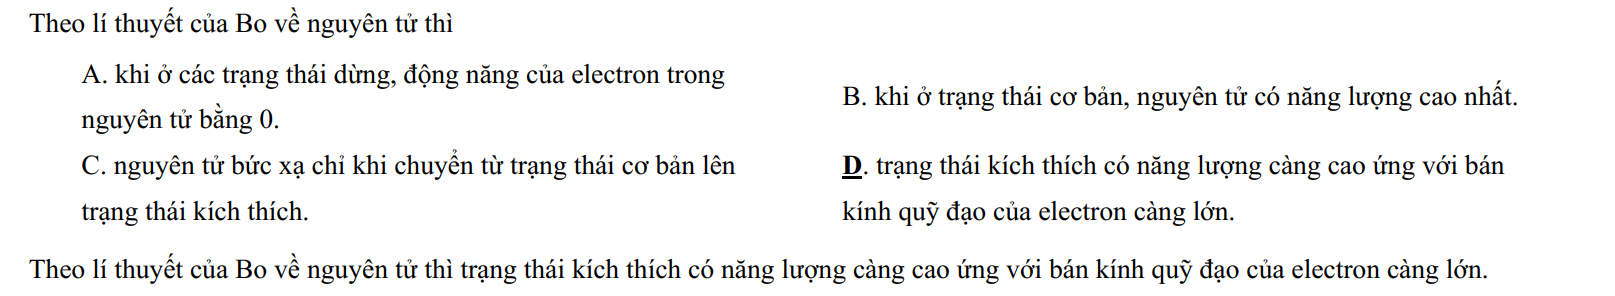 Theo lí thuyết của Bo về nguyên tử thì
A. khi ở các trạng thái dừng, động năng của electron trong
nguyên tử bằng 0.
B. khi ở trạng thái cơ bản, nguyên tử có năng lượng cao nhất.
C. nguyên tử bức xạ chỉ khi chuyển từ trạng thái cơ bản lên
trạng thái kích thích.
D. trạng thái kích thích có năng lượng càng cao ứng với bán
kính quỹ đạo của electron càng lớn.
Theo lí thuyết của Bo về nguyên tử thì trạng thái kích thích có năng lượng càng cao ứng với bán kính quỹ đạo của electron càng lớn.